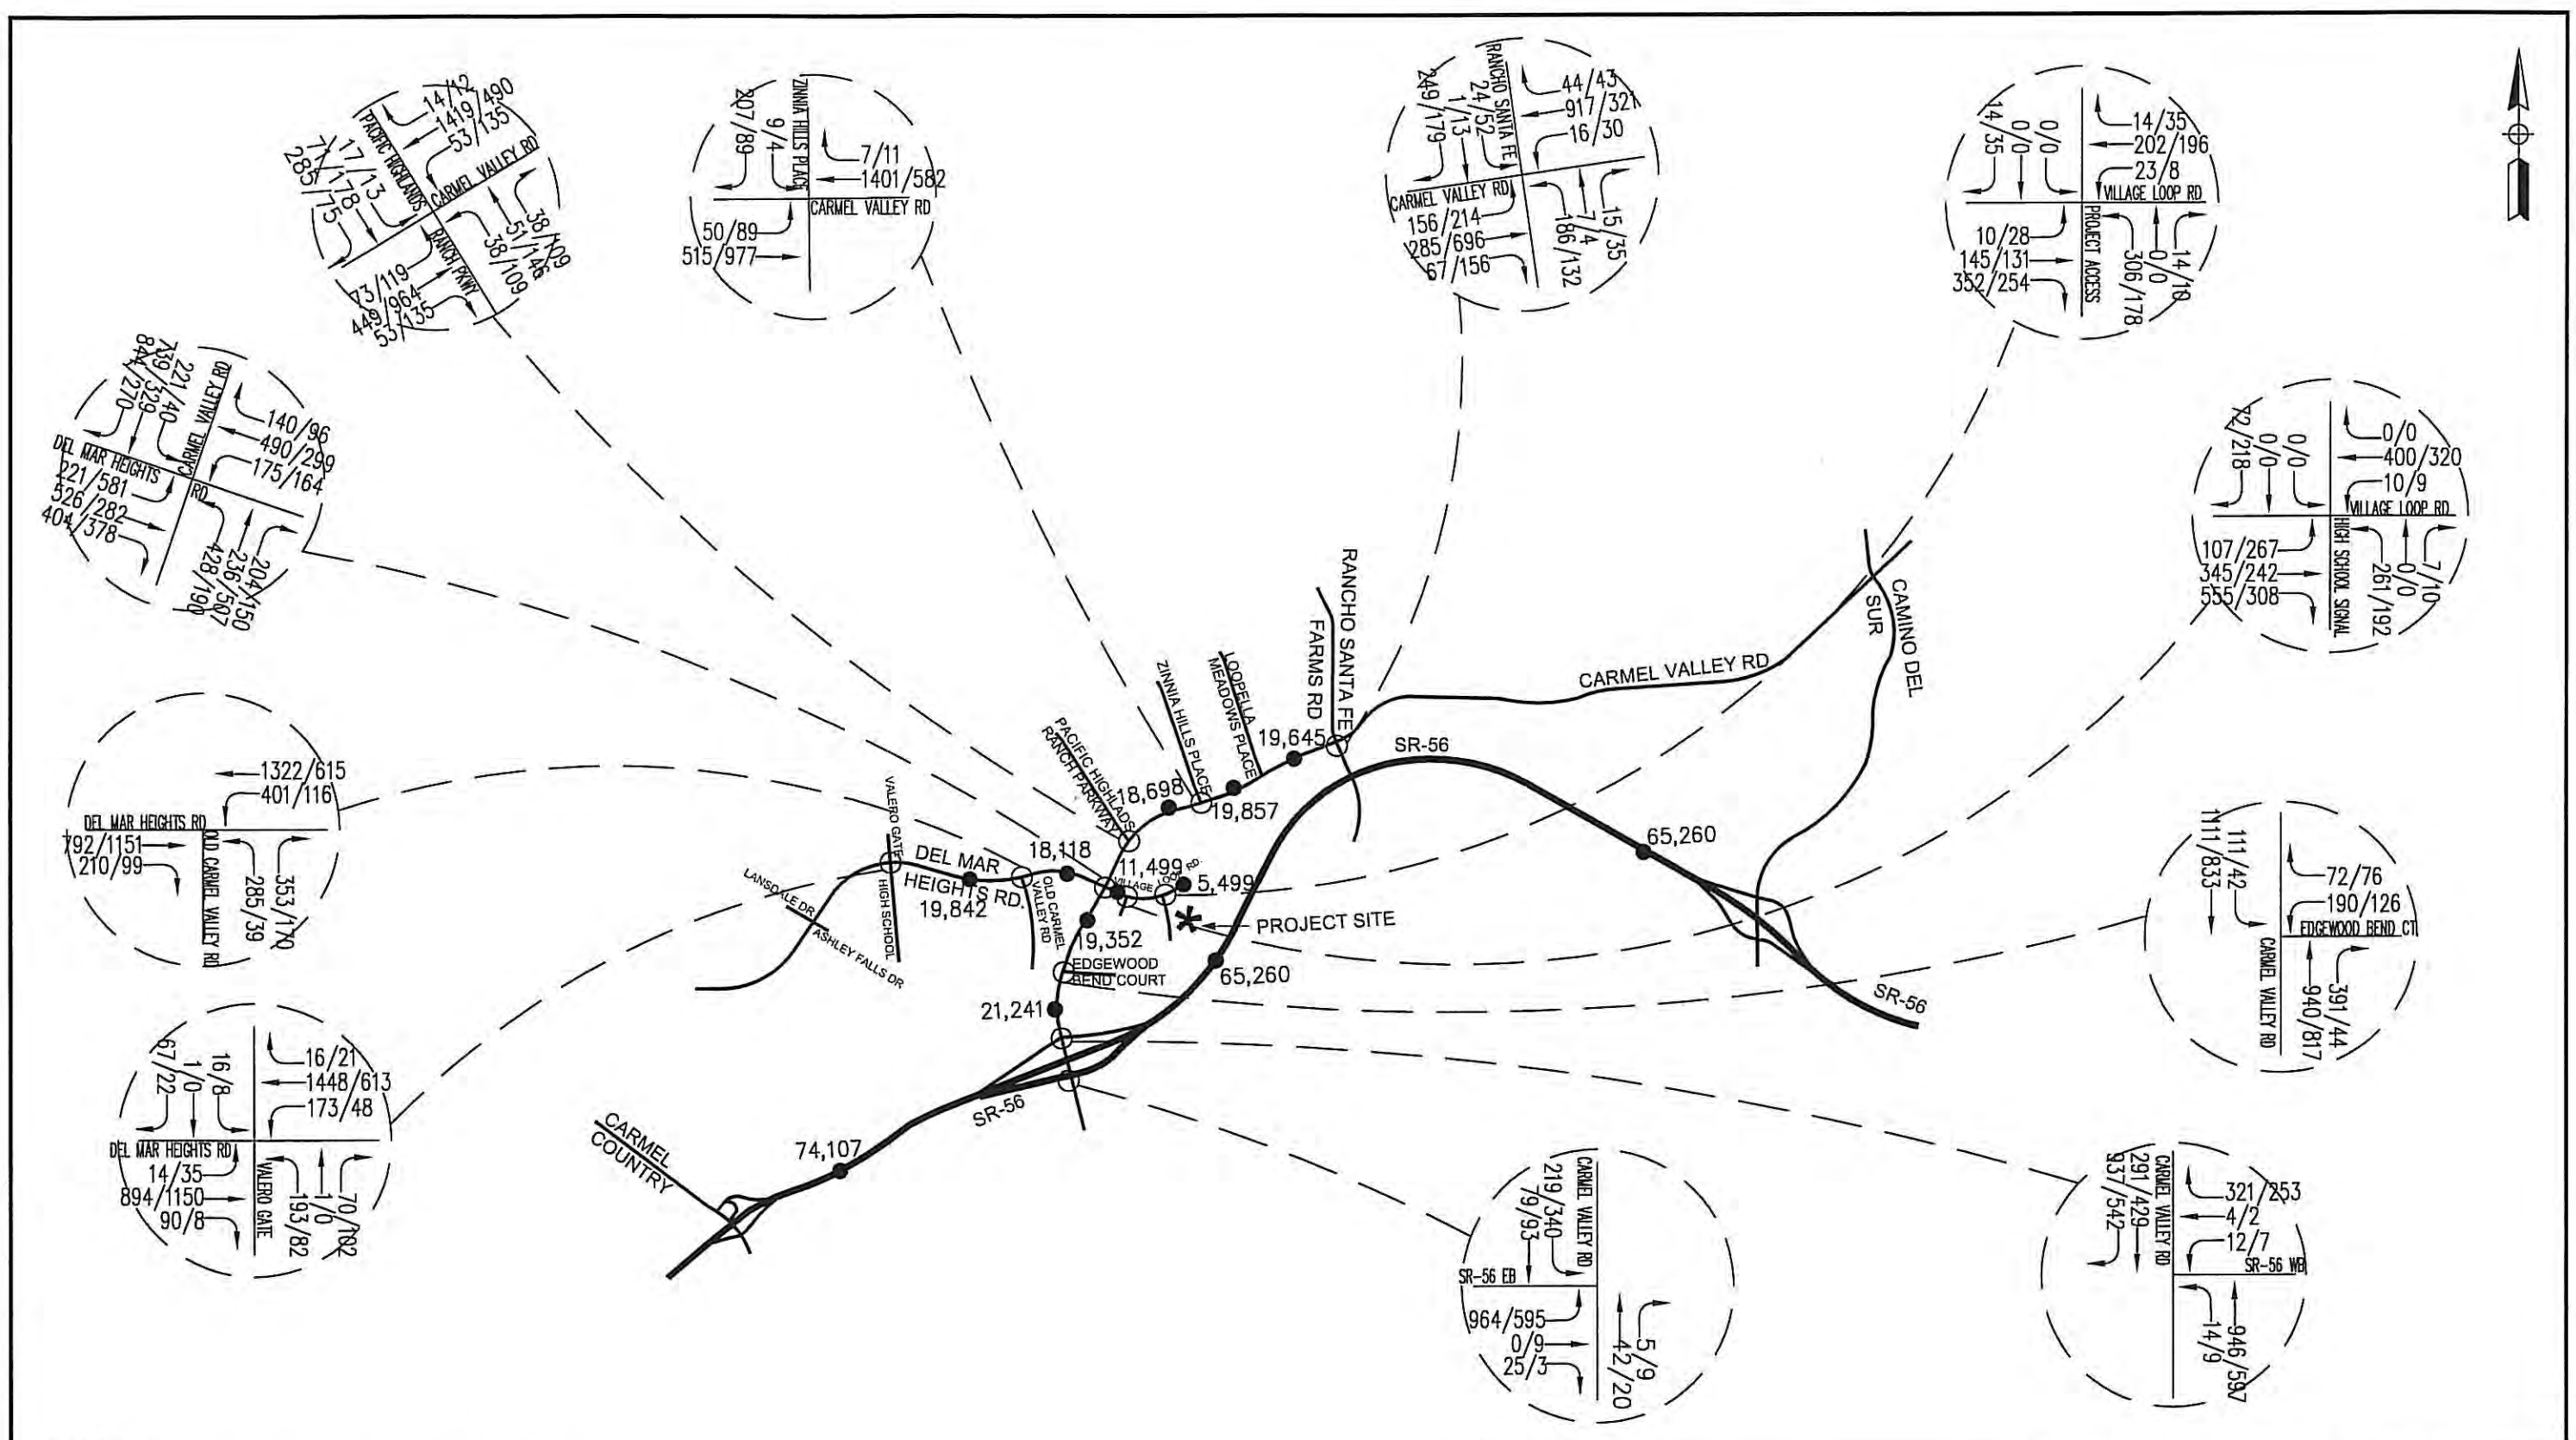 14/12
1419/490
53/135
PACIFIC HIGHLANDS
17/13
71/178
285/75
CARMEL VALLEY RD
RANCH PKWY
73/119
449/964
53/135
38/109
51/146
38/109
ZINNIA HILLS PLACE
207/89
9/4
7/11
1401/582
CARMEL VALLEY RD
50/89
515/977
RANCHO SANTA FE
249/179
1/13
24/52
44/43
917/321
16/30
CARMEL VALLEY RD
156/214
285/696
67/156
186/132
7/4
15/35
14/35
0/0
0/0
14/35
202/196
23/8
VILLAGE LOOP RD
PROJECT ACCESS
10/28
145/131
352/254
306/178
0/0
14/10
844/270
739/329
221/40
CARMEL VALLEY RD
140/96
490/299
175/164
DEL MAR HEIGHTS
RD
221/581
526/282
404/378
428/190
236/507
204/150
72/218
0/0
0/0
0/0
400/320
10/9
VILLAGE LOOP RD
HIGH SCHOOL SIGNAL
107/267
345/242
555/308
261/192
0/0
7/10
1322/615
401/116
DEL MAR HEIGHTS RD
792/1151
210/99
OLD CARMEL VALLEY RD
285/39
353/170
67/22
1/0
16/8
16/21
1448/613
173/48
DEL MAR HEIGHTS RD
14/35
894/1150
90/8
VALERO GATE
193/82
1/0
70/102
1111/833
111/42
72/76
190/126
EDGEWOOD BEND CT
CARMEL VALLEY RD
940/817
391/44
937/542
291/429
CARMEL VALLEY RD
321/253
4/2
12/7
SR-56 WB
14/9
946/597
79/93
219/340
CARMEL VALLEY RD
SR-56 EB
964/595
0/9
25/3
42/20
5/9
RANCHO SANTA FE
FARMS RD
CARMEL VALLEY RD
CAMINO DEL
SUR
ZINNIA HILLS PLACE
LOOPELLA
MEADOWS PLACE
PACIFIC HIGHLADS
RANCH PARKWAY
19,645
SR-56
18,698
19,857
65,260
VALERO GATE
HIGH SCHOOL
DEL MAR
HEIGHTS RD.
19,842
18,118
11,499
VILLAGE
LOOP RD.
5,499
OLD CARMEL
VALLEY RD
LANSDALE DR
ASHLEY FALLS DR
PROJECT SITE
19,352
EDGEWOOD
BEND COURT
65,260
21,241
SR-56
SR-56
CARMEL
COUNTRY
74,107